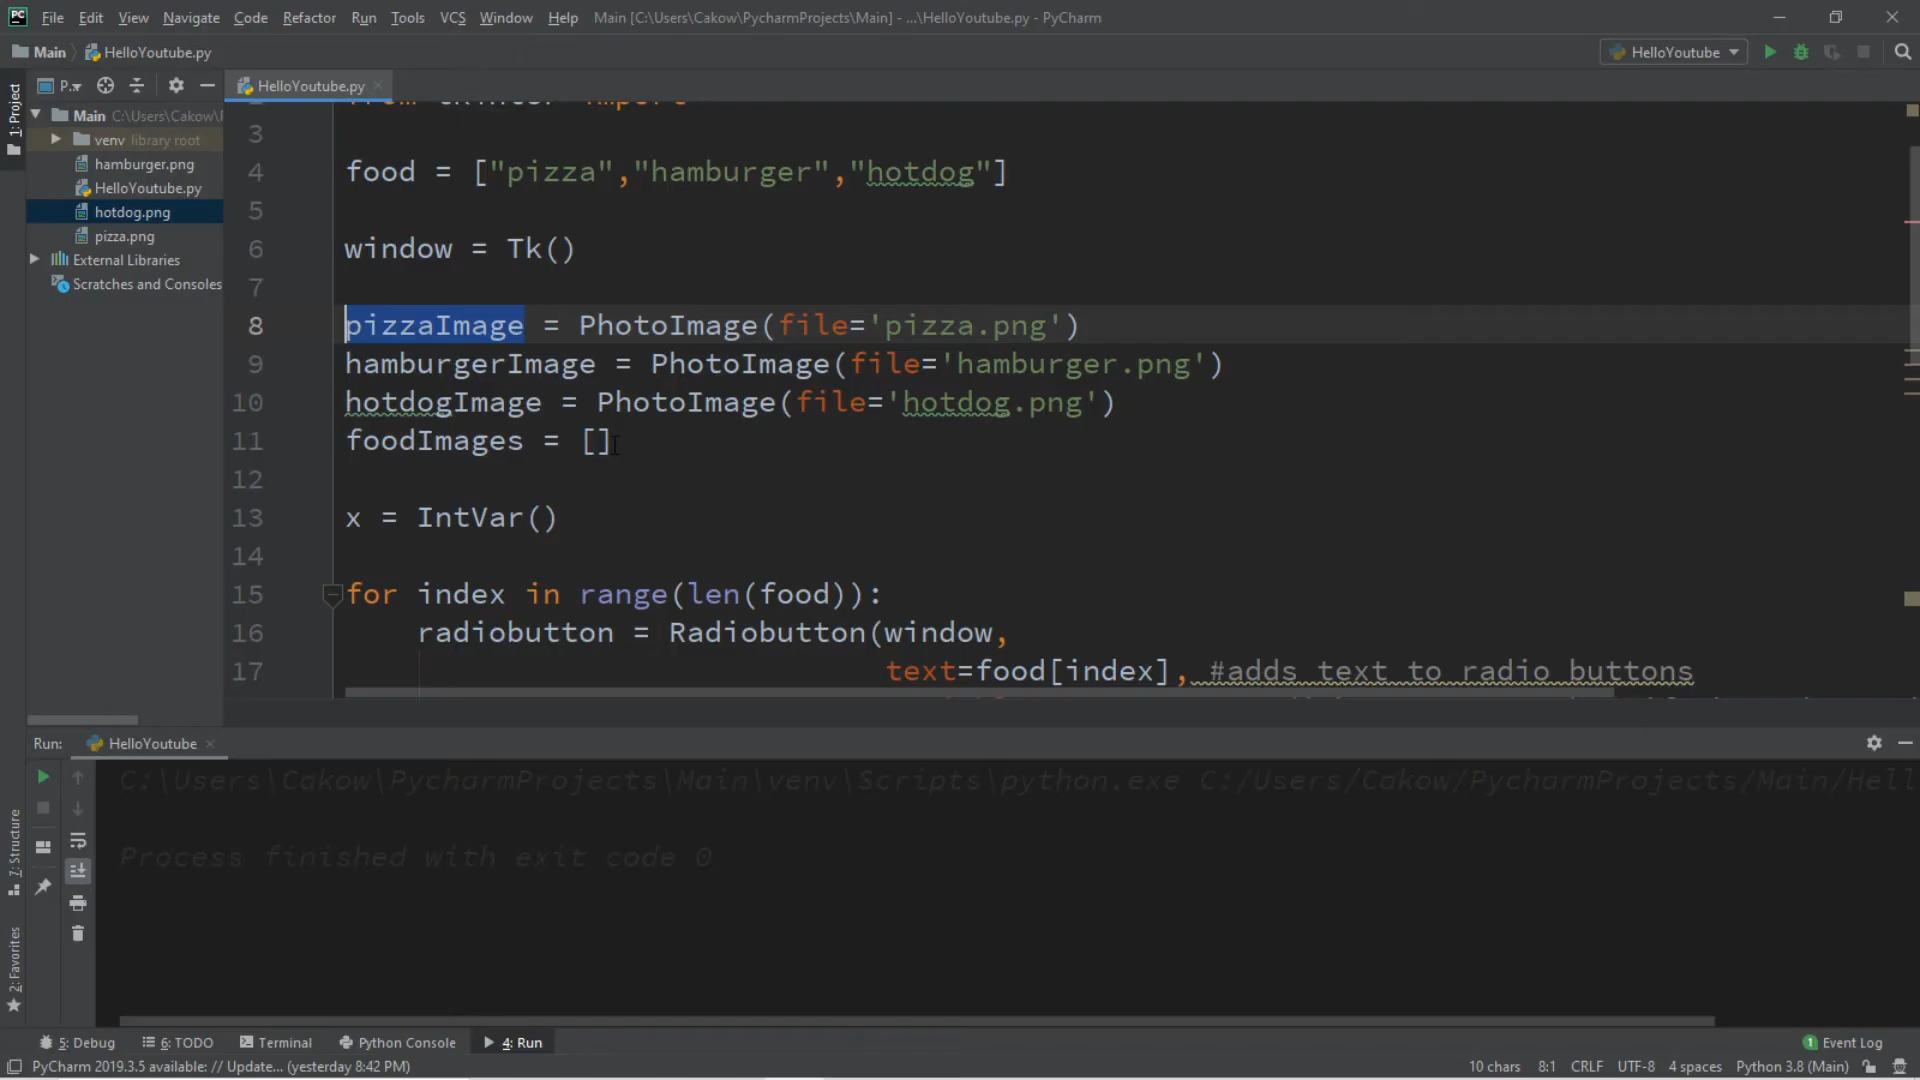 PC File Edit View Navigate Code Refactor Run Tools VCS Window Help Main [C:\Users\Cakow\PycharmProjects\Main] - ...\HelloYoutube.py - PyCharm
Main HelloYoutube.py HelloYoutube
P... HelloYoutube.py
1: Project
Main C:\Users\Cakow\
venv library root
hamburger.png
HelloYoutube.py
hotdog.png
pizza.png
External Libraries
Scratches and Consoles
3
4 food = ["pizza","hamburger","hotdog"]
5
6 window = Tk()
7
8 pizzaImage = PhotoImage(file='pizza.png')
9 hamburgerImage = PhotoImage(file='hamburger.png')
10 hotdogImage = PhotoImage(file='hotdog.png')
11 foodImages = []
12
13 x = IntVar()
14
15 for index in range(len(food)):
16 radiobutton = Radiobutton(window,
17 text=food[index], #adds text to radio buttons
Run: HelloYoutube
C:\Users\Cakow\PycharmProjects\Main\venv\Scripts\python.exe C:/Users/Cakow/PycharmProjects/Main/Hell
Process finished with exit code 0
7: Structure
2: Favorites
5: Debug 6: TODO Terminal Python Console 4: Run 1 Event Log
PyCharm 2019.3.5 available: // Update... (yesterday 8:42 PM) 10 chars 8:1 CRLF UTF-8 4 spaces Python 3.8 (Main)